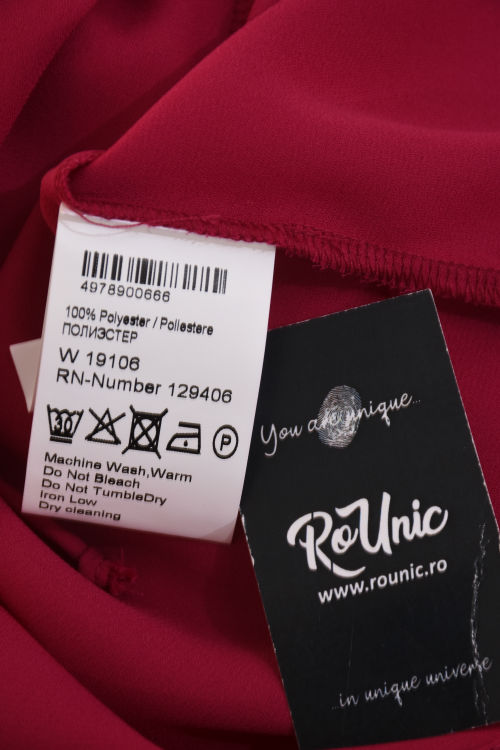 4978900666
100% Polyester / Poliestere
ПОЛИЭСТЕР
W 19106
RN-Number 129406
30
P
Machine Wash,Warm
Do Not Bleach
Do Not TumbleDry
Iron Low
Dry cleaning
You are unique...
RoUnic
www.rounic.ro
...in unique universe